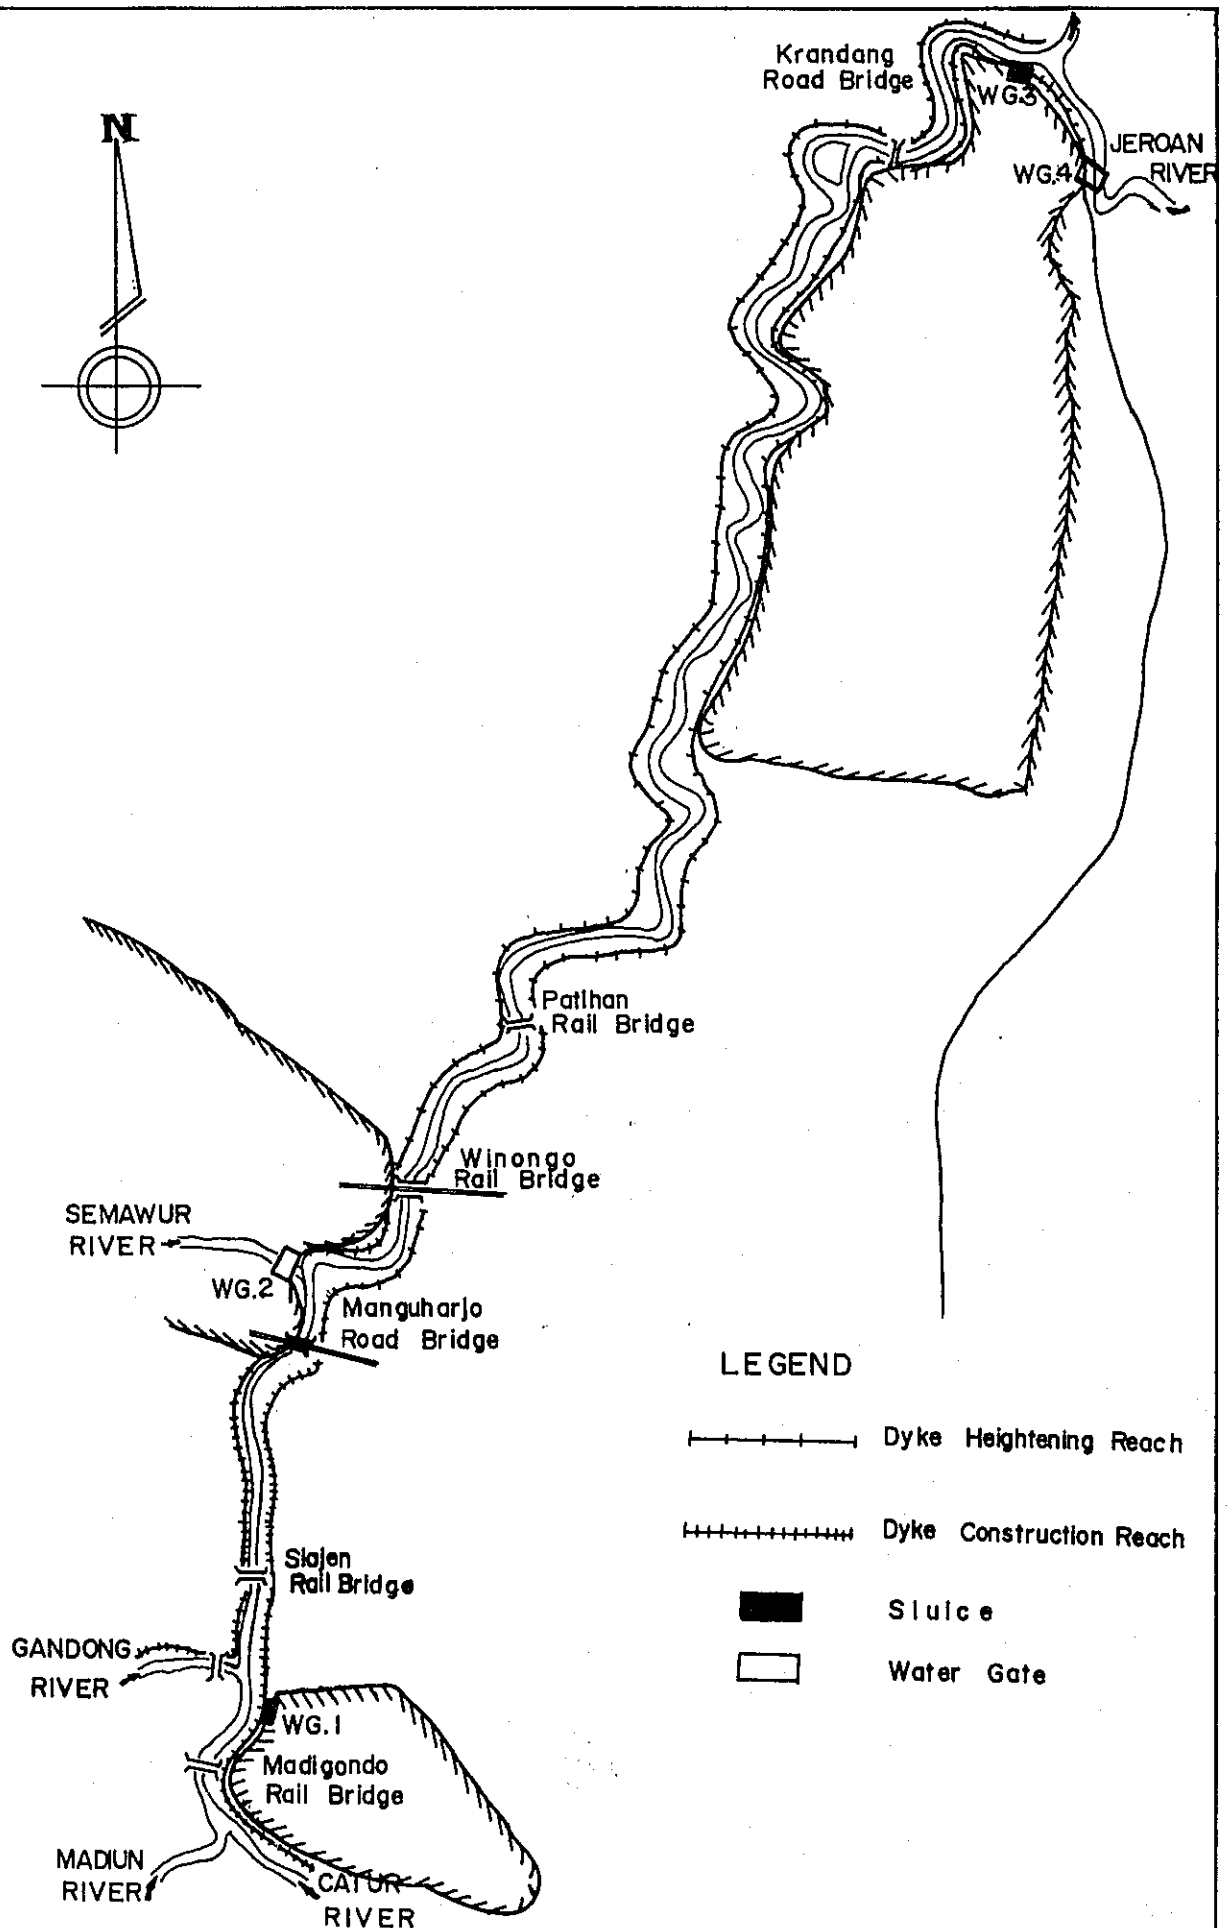 Krandang
Road Bridge
N
WG.3
JEROAN
RIVER
WG.4
Patihan
Rail Bridge
Winongo
Rail Bridge
SEMAWUR
RIVER
WG.2
Manguharjo
Road Bridge
LEGEND
Dyke Heightening Reach
Dyke Construction Reach
Slajen
Rail Bridge
Sluice
GANDONG
RIVER
Water Gate
WG.1
Madigondo
Rail Bridge
MADIUN
RIVER
CATUR
RIVER